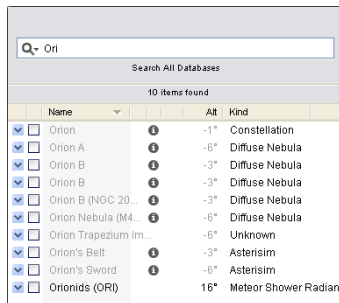 Ori
Search All Databases
10 items found
Name Alt Kind
Orion -1° Constellation
Orion A -6° Diffuse Nebula
Orion B -3° Diffuse Nebula
Orion B -3° Diffuse Nebula
Orion B (NGC 20... -3° Diffuse Nebula
Orion Nebula (M4... -6° Diffuse Nebula
Orion Trapezium Im... -6° Unknown
Orion's Belt -3° Asterisim
Orion's Sword -6° Asterisim
Orionids (ORI) 16° Meteor Shower Radian